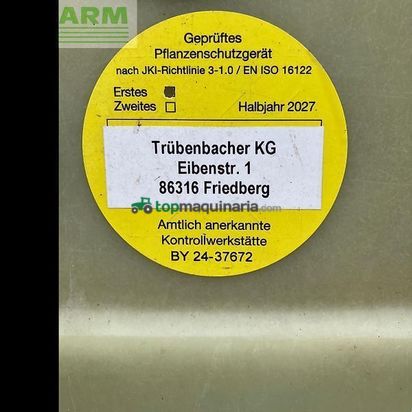 ARM
Geprüftes
Pflanzenschutzgerät
nach JKI-Richtlinie 3-1.0 / EN ISO 16122
Erstes
Zweites Halbjahr 2027
Trübenbacher KG
Eibenstr. 1
86316 Friedberg
topmaquinaria.com
Amtlich anerkannte
Kontrollwerkstätte
BY 24-37672